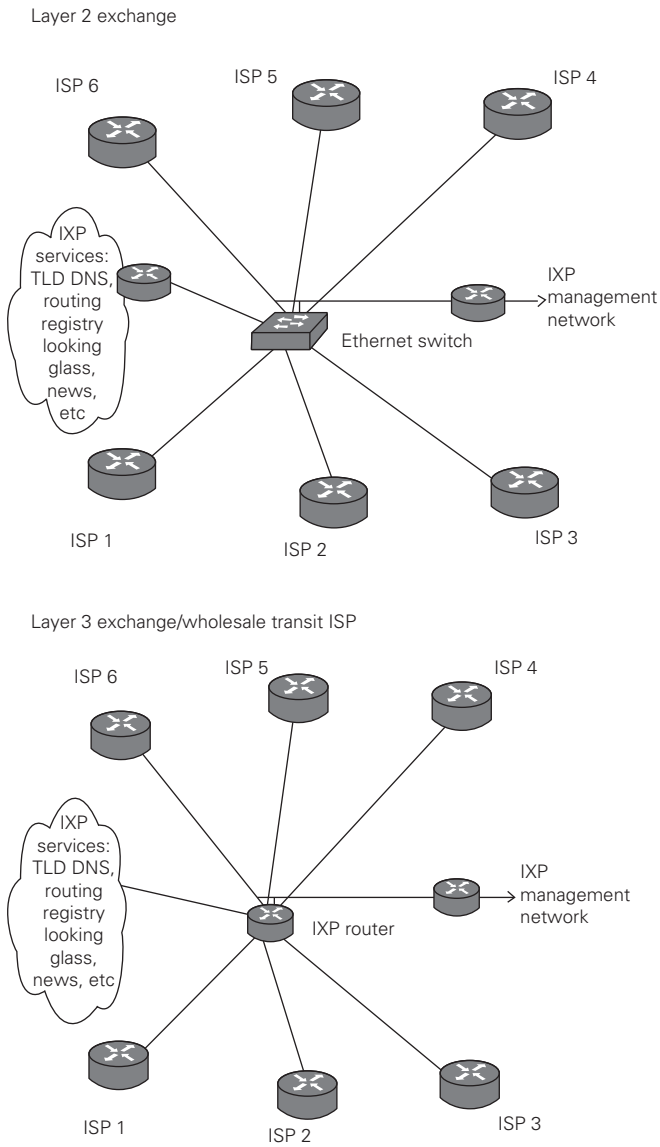 Layer 2 exchange
ISP 6
ISP 5
ISP 4
IXP
services:
TLD DNS,
routing
registry
looking
glass,
news,
etc
IXP
management
network
Ethernet switch
ISP 1
ISP 2
ISP 3
Layer 3 exchange/wholesale transit ISP
ISP 6
ISP 5
ISP 4
IXP
services:
TLD DNS,
routing
registry
looking
glass,
news, etc
IXP
management
network
IXP router
ISP 1
ISP 2
ISP 3